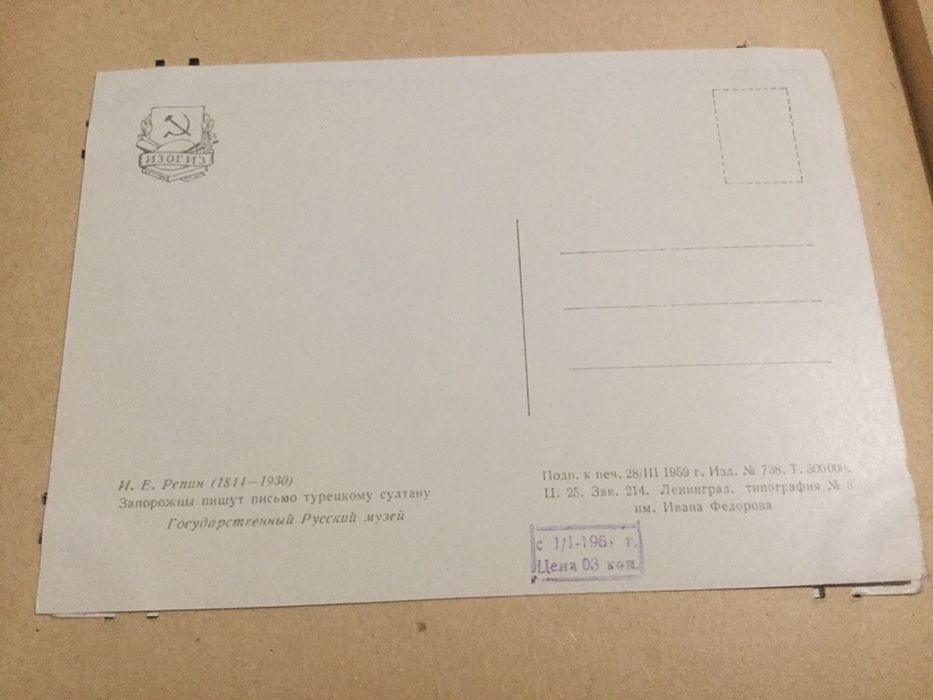 ИЗОГИЗ
И. Е. Репин (1844—1930)
Запорожцы пишут письмо турецкому султану
Государственный Русский музей
Подп. к печ. 28/III 1959 г. Изд. № 738. Т. 300000.
Ц. 25. Зак. 214. Ленинград. типография № 3
им. Ивана Федорова
с 1/I-196 г.
Цена 03 коп.